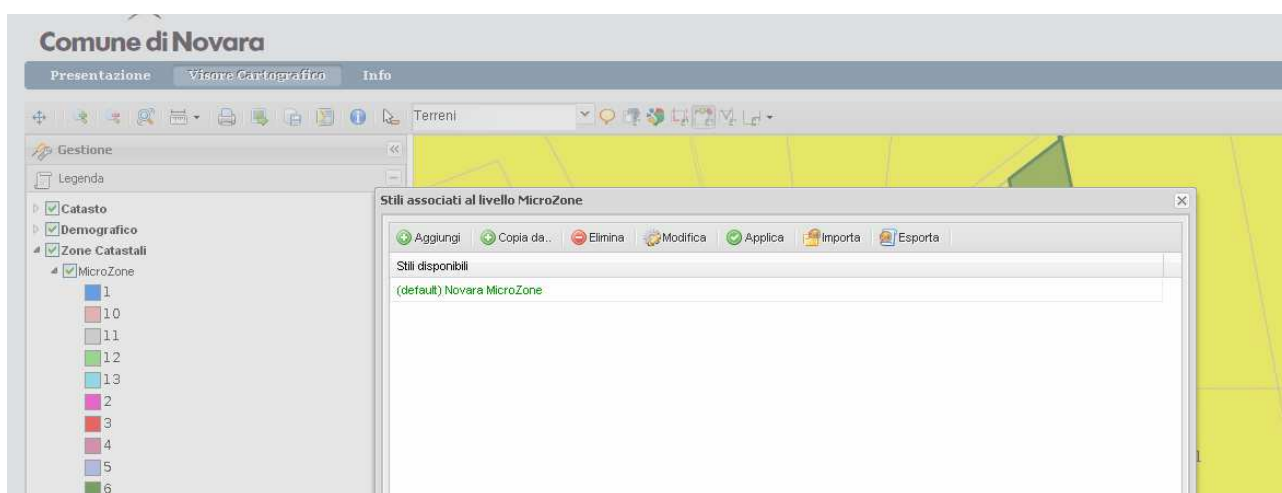 Comune di Novara
Presentazione Visore Cartografico Info
Terreni
Gestione
Legenda
Stili associati al livello MicroZone
Catasto
Demografico
Zone Catastali
MicroZone
Aggiungi Copia da.. Elimina Modifica Applica Importa Esporta
Stili disponibili
(default) Novara MicroZone
1
10
11
12
13
2
3
4
5
6
1